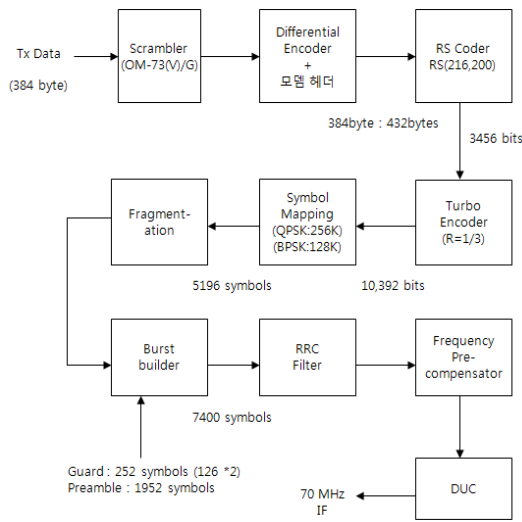 Tx Data
(384 byte)
Scrambler
(OM-73(V)/G)
Differential
Encoder
+
모뎀 헤더
RS Coder
RS(216,200)
384byte : 432bytes
3456 bits
Fragment-
ation
Symbol
Mapping
(QPSK:256K)
(BPSK:128K)
Turbo
Encoder
(R=1/3)
5196 symbols
10,392 bits
Burst
builder
RRC
Filter
Frequency
Pre-
compensator
7400 symbols
Guard : 252 symbols (126 *2)
Preamble : 1952 symbols
70 MHz
IF
DUC